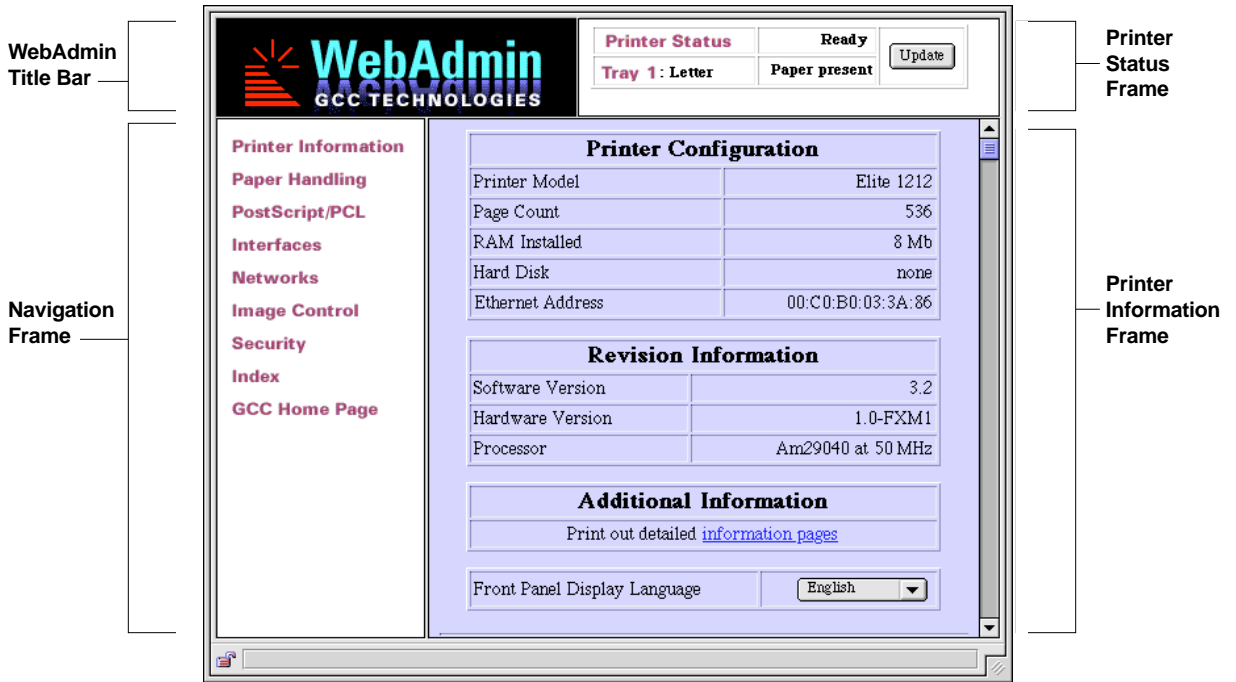 WebAdmin
Title Bar
WebAdmin
GCC TECHNOLOGIES
Printer Status Ready
Tray 1: Letter Paper present
Update
Printer
Status
Frame
Navigation
Frame
Printer Information
Paper Handling
PostScript/PCL
Interfaces
Networks
Image Control
Security
Index
GCC Home Page
Printer Configuration
Printer Model Elite 1212
Page Count 536
RAM Installed 8 Mb
Hard Disk none
Ethernet Address 00:C0:B0:03:3A:86
Revision Information
Software Version 3.2
Hardware Version 1.0-FXM1
Processor Am29040 at 50 MHz
Additional Information
Print out detailed information pages
Front Panel Display Language English
Printer
Information
Frame